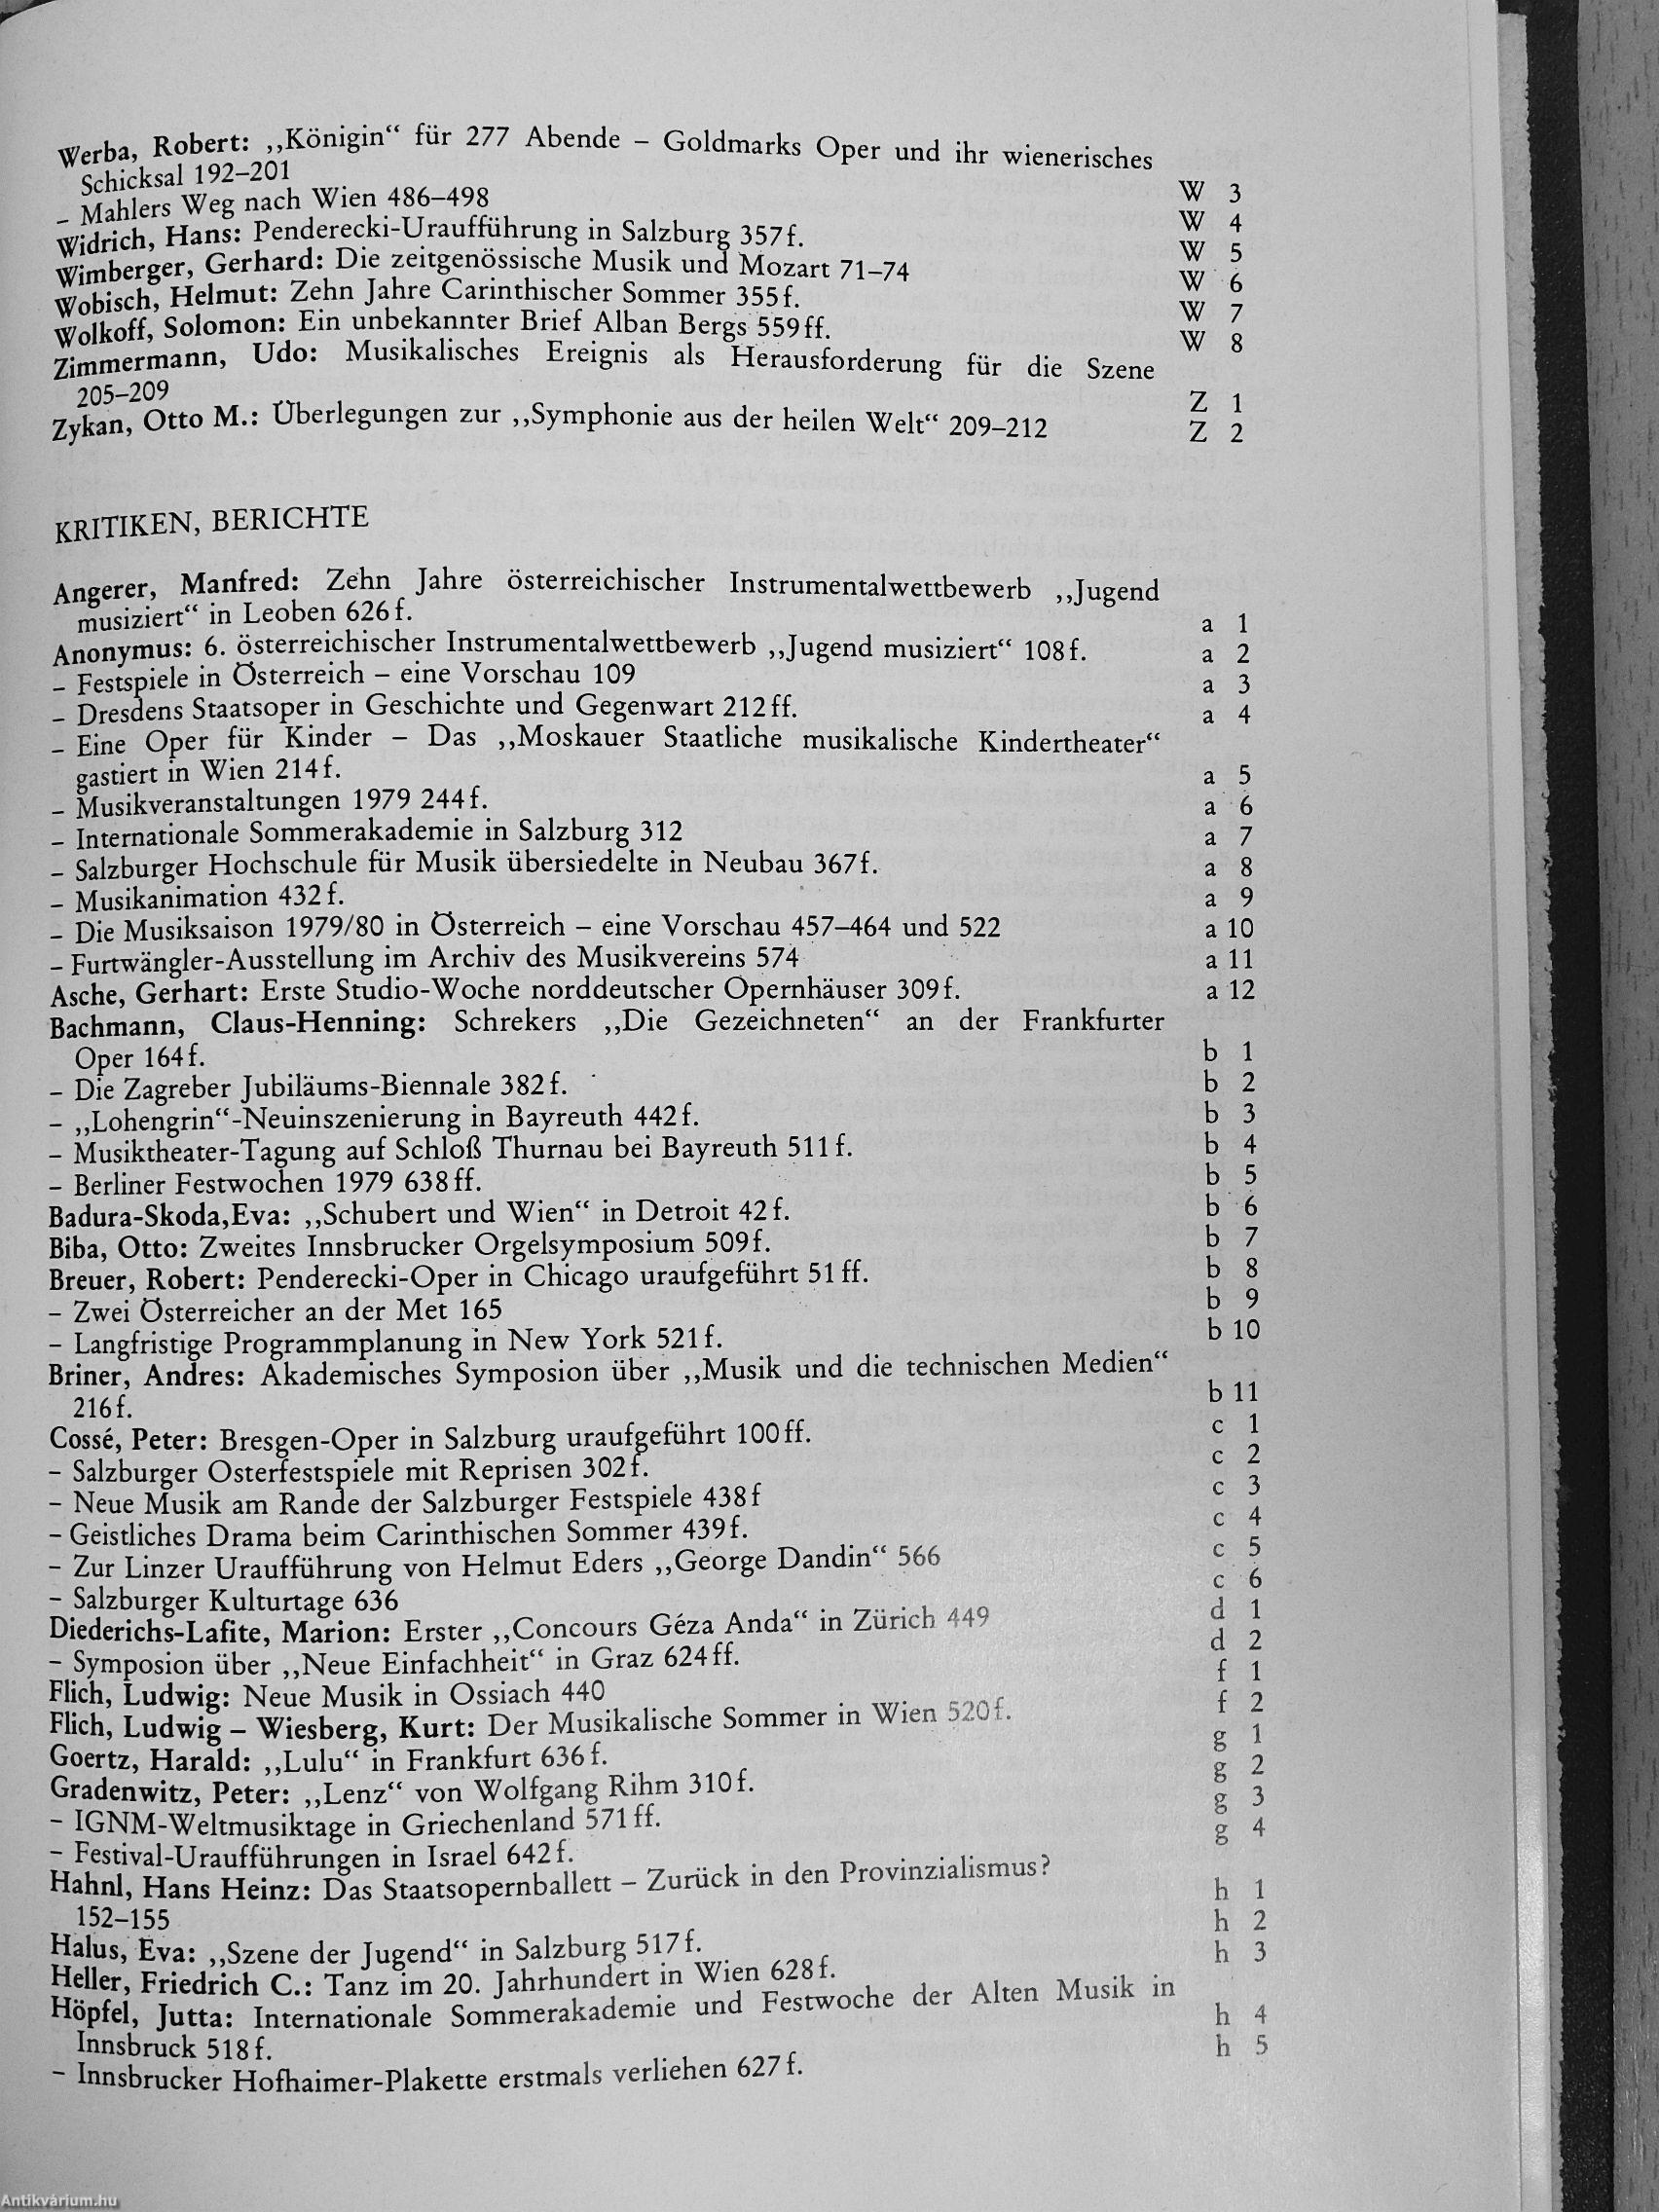 Werba, Robert: ,,Königin“ für 277 Abende – Goldmarks Oper und ihr wienerisches
Schicksal 192–201 W 3
– Mahlers Weg nach Wien 486–498 W 4
Widrich, Hans: Penderecki-Uraufführung in Salzburg 357f. W 5
Wimberger, Gerhard: Die zeitgenössische Musik und Mozart 71–74 W 6
Wobisch, Helmut: Zehn Jahre Carinthischer Sommer 355f. W 7
Wolkoff, Solomon: Ein unbekannter Brief Alban Bergs 559ff. W 8
Zimmermann, Udo: Musikalisches Ereignis als Herausforderung für die Szene
205–209 Z 1
Zykan, Otto M.: Überlegungen zur ,,Symphonie aus der heilen Welt“ 209–212 Z 2
KRITIKEN, BERICHTE
Angerer, Manfred: Zehn Jahre österreichischer Instrumentalwettbewerb ,,Jugend
musiziert“ in Leoben 626f. a 1
Anonymus: 6. österreichischer Instrumentalwettbewerb ,,Jugend musiziert“ 108f. a 2
– Festspiele in Österreich – eine Vorschau 109 a 3
– Dresdens Staatsoper in Geschichte und Gegenwart 212ff. a 4
– Eine Oper für Kinder – Das ,,Moskauer Staatliche musikalische Kindertheater“
gastiert in Wien 214f. a 5
– Musikveranstaltungen 1979 244f. a 6
– Internationale Sommerakademie in Salzburg 312 a 7
– Salzburger Hochschule für Musik übersiedelte in Neubau 367f. a 8
– Musikanimation 432f. a 9
– Die Musiksaison 1979/80 in Österreich – eine Vorschau 457–464 und 522 a 10
– Furtwängler-Ausstellung im Archiv des Musikvereins 574 a 11
Asche, Gerhart: Erste Studio-Woche norddeutscher Opernhäuser 309f. a 12
Bachmann, Claus-Henning: Schrekers ,,Die Gezeichneten“ an der Frankfurter
Oper 164f. b 1
– Die Zagreber Jubiläums-Biennale 382f. b 2
– ,,Lohengrin“-Neuinszenierung in Bayreuth 442f. b 3
– Musiktheater-Tagung auf Schloß Thurnau bei Bayreuth 511f. b 4
– Berliner Festwochen 1979 638ff. b 5
Badura-Skoda,Eva: ,,Schubert und Wien“ in Detroit 42f. b 6
Biba, Otto: Zweites Innsbrucker Orgelsymposium 509f. b 7
Breuer, Robert: Penderecki-Oper in Chicago uraufgeführt 51ff. b 8
– Zwei Österreicher an der Met 165 b 9
– Langfristige Programmplanung in New York 521f. b 10
Briner, Andres: Akademisches Symposion über ,,Musik und die technischen Medien“
216f. b 11
Cossé, Peter: Bresgen-Oper in Salzburg uraufgeführt 100ff. c 1
– Salzburger Osterfestspiele mit Reprisen 302f. c 2
– Neue Musik am Rande der Salzburger Festspiele 438f c 3
– Geistliches Drama beim Carinthischen Sommer 439f. c 4
– Zur Linzer Uraufführung von Helmut Eders ,,George Dandin“ 566 c 5
– Salzburger Kulturtage 636 c 6
Diederichs-Lafite, Marion: Erster ,,Concours Géza Anda“ in Zürich 449 d 1
– Symposion über ,,Neue Einfachheit“ in Graz 624ff. d 2
Flich, Ludwig: Neue Musik in Ossiach 440 f 1
Flich, Ludwig – Wiesberg, Kurt: Der Musikalische Sommer in Wien 520f. f 2
Goertz, Harald: ,,Lulu“ in Frankfurt 636f. g 1
Gradenwitz, Peter: ,,Lenz“ von Wolfgang Rihm 310f. g 2
– IGNM-Weltmusiktage in Griechenland 571ff. g 3
– Festival-Uraufführungen in Israel 642f. g 4
Hahnl, Hans Heinz: Das Staatsopernballett – Zurück in den Provinzialismus?
152–155 h 1
Halus, Eva: ,,Szene der Jugend“ in Salzburg 517f. h 2
Heller, Friedrich C.: Tanz im 20. Jahrhundert in Wien 628f. h 3
Höpfel, Jutta: Internationale Sommerakademie und Festwoche der Alten Musik in
Innsbruck 518f. h 4
– Innsbrucker Hofhaimer-Plakette erstmals verliehen 627f. h 5
Antikvárium.hu